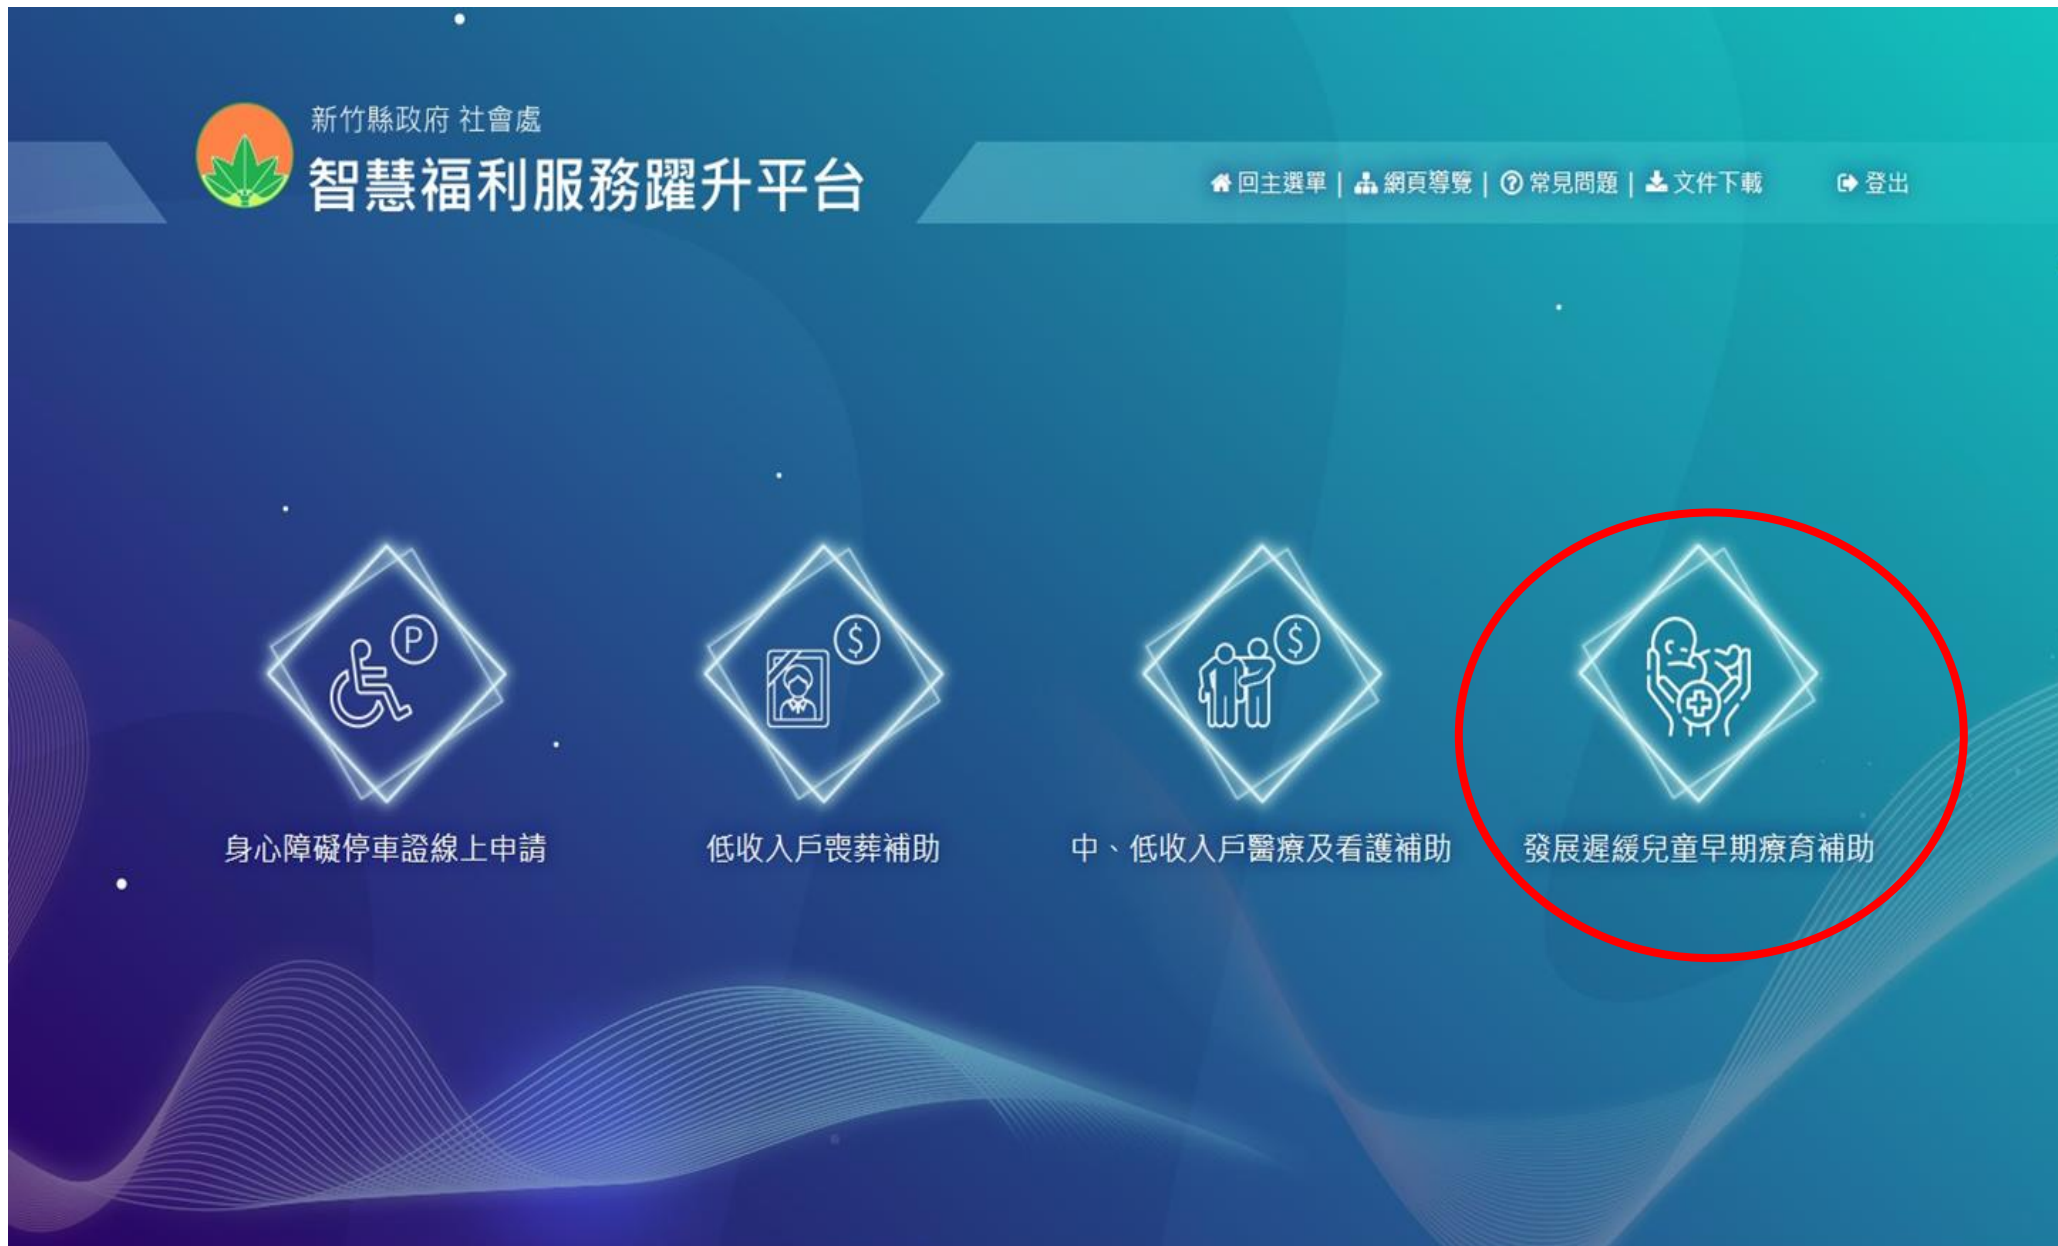 新竹縣政府 社會處
智慧福利服務躍升平台
回主選單 | 網頁導覽 | 常見問題 | 文件下載 登出
P
$
$
身心障礙停車證線上申請
低收入戶喪葬補助
中、低收入戶醫療及看護補助
發展遲緩兒童早期療育補助